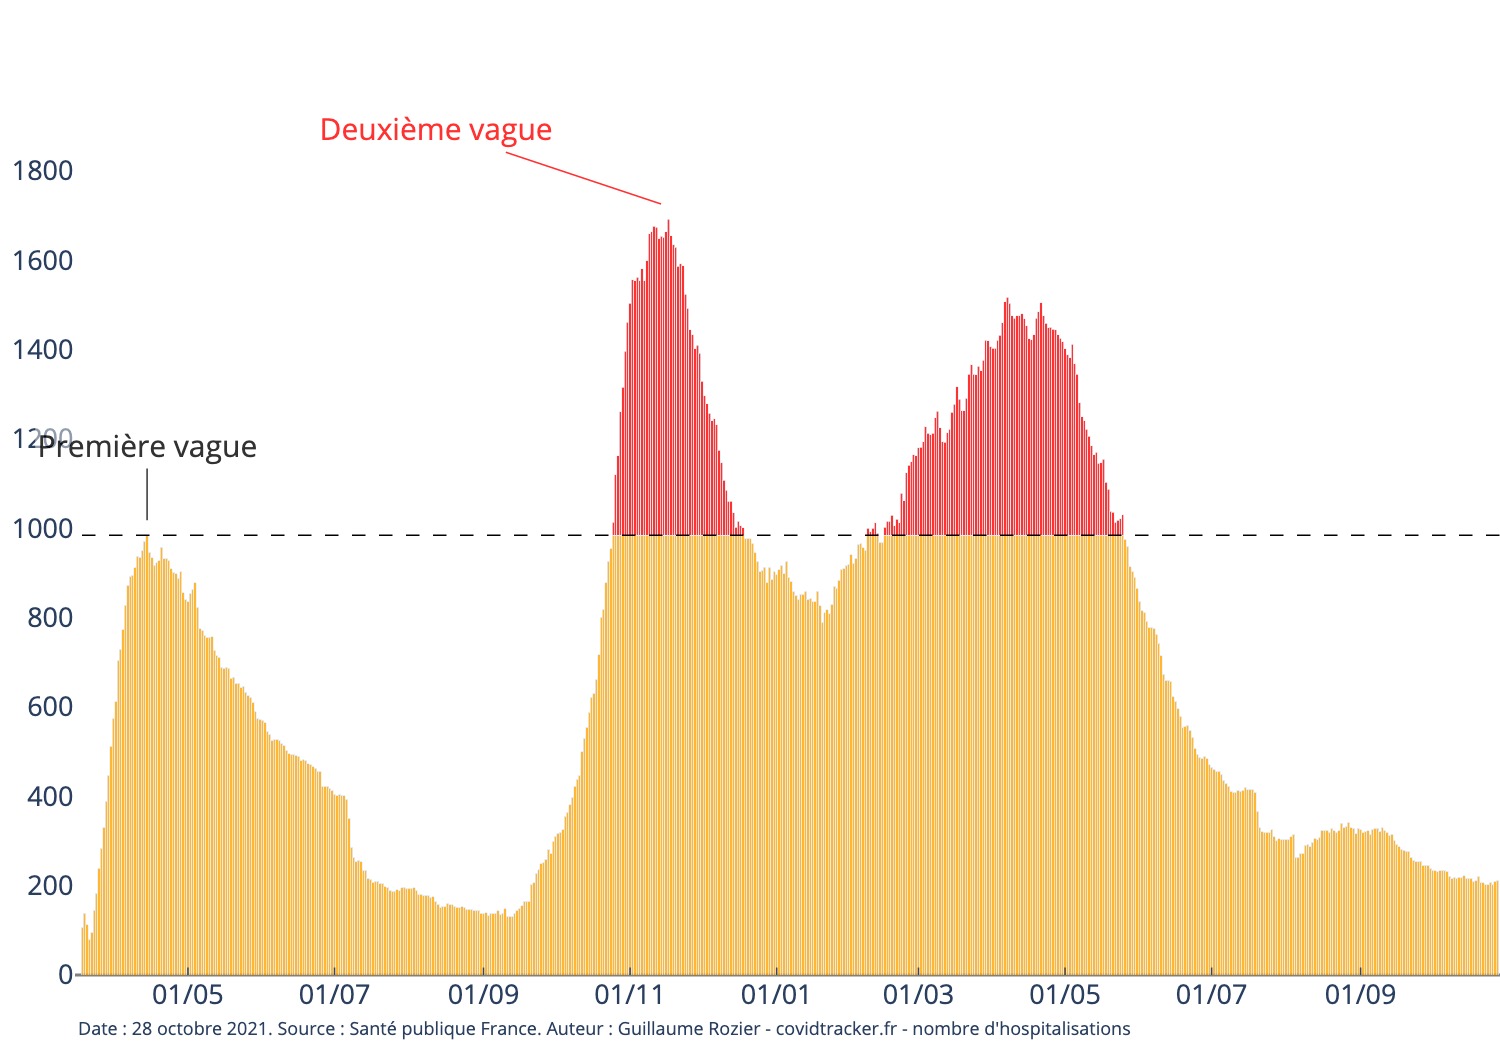 Deuxième vague
1800
1600
1400
1200
Première vague
1000
800
600
400
200
0
01/05 01/07 01/09 01/11 01/01 01/03 01/05 01/07 01/09
Date : 28 octobre 2021. Source : Santé publique France. Auteur : Guillaume Rozier - covidtracker.fr - nombre d'hospitalisations